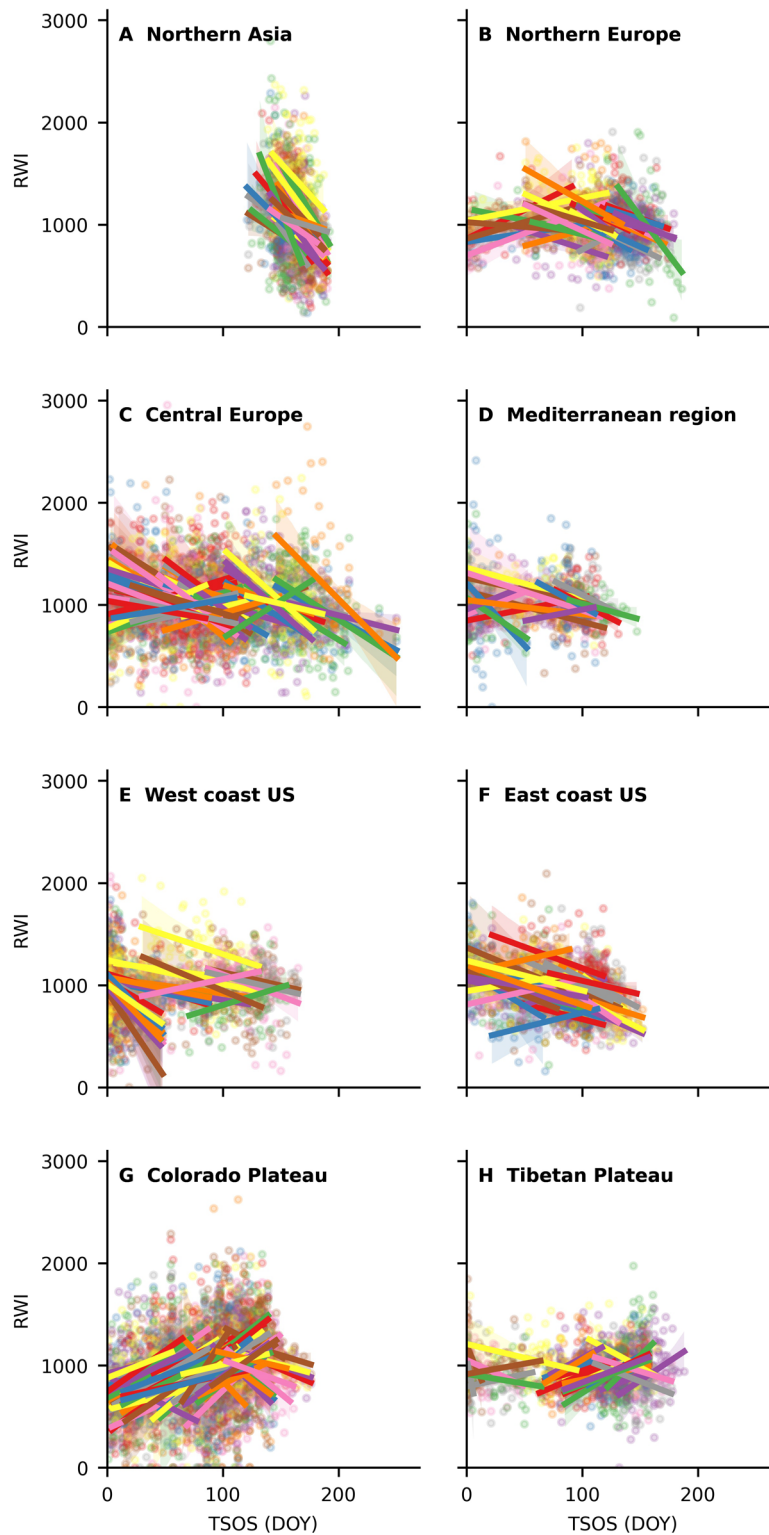 3000
A Northern Asia
B Northern Europe
2000
RWI
1000
0
3000
C Central Europe
D Mediterranean region
2000
RWI
1000
0
3000
E West coast US
F East coast US
2000
RWI
1000
0
3000
G Colorado Plateau
H Tibetan Plateau
2000
RWI
1000
0
0
100
200
0
100
200
TSOS (DOY)
TSOS (DOY)